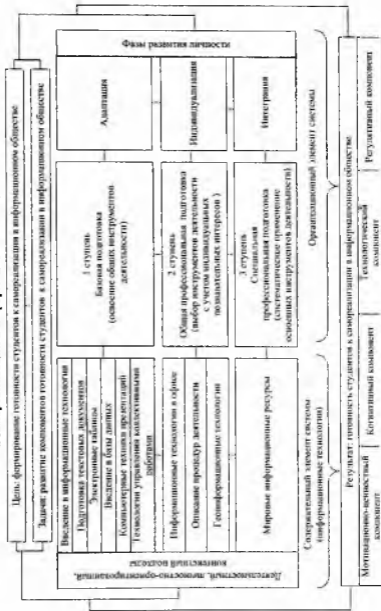 Цель: формирование готовности студентов к самореализации в информационном обществе
Задачи: развитие компонентов готовности студентов к самореализации в информационном обществе
Деятельностный, личностно-ориентированный,
контекстный подходы
Введение в информационные технологии
Подготовка текстовых документов
Электронные таблицы
Введение в базы данных
Компьютерные технологии презентаций
Технологии управления коллективными
работами
Информационные технологии в офисе
Описание процедур деятельности
Геоинформационные технологии
Мировые информационные ресурсы
Содержательный элемент системы
(информационные технологии)
1 ступень
Базовая подготовка
(освоение общих инструментов
деятельности)
2 ступень
Общая профессиональная подготовка
(выбор инструментов деятельности
с учетом индивидуальных
познавательных интересов)
3 ступень
Специальная
профессиональная подготовка
(систематическое применение
основных инструментов деятельности)
Фазы развития личности
Адаптация
Индивидуализация
Интеграция
Организационный элемент системы
Результат: готовность студентов к самореализации в информационном обществе
Мотивационно-ценностный
компонент
Когнитивный компонент
Технологический
компонент
Регулятивный компонент